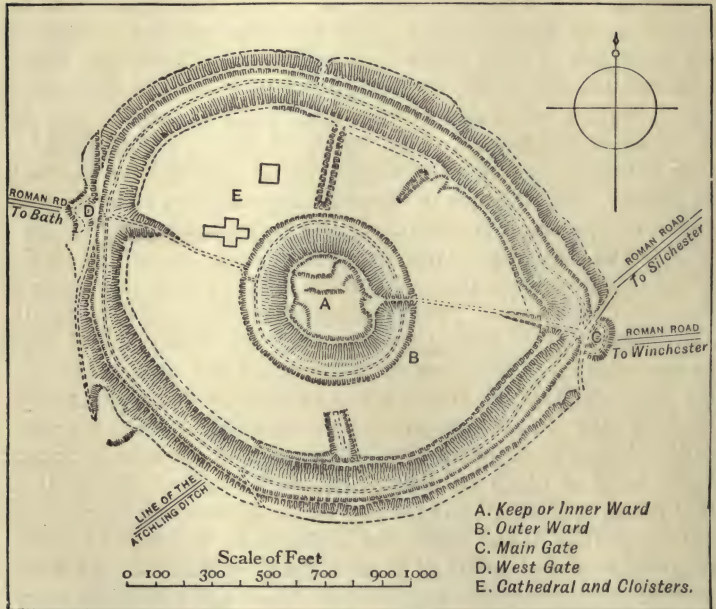 ROMAN RD.
To Bath
D
E
A
B
C
ROMAN ROAD
To Silchester
ROMAN ROAD
To Winchester
LINE OF THE
ATCHLING DITCH
Scale of Feet
0 100 300 500 700 900 1000
A. Keep or Inner Ward
B. Outer Ward
C. Main Gate
D. West Gate
E. Cathedral and Cloisters.